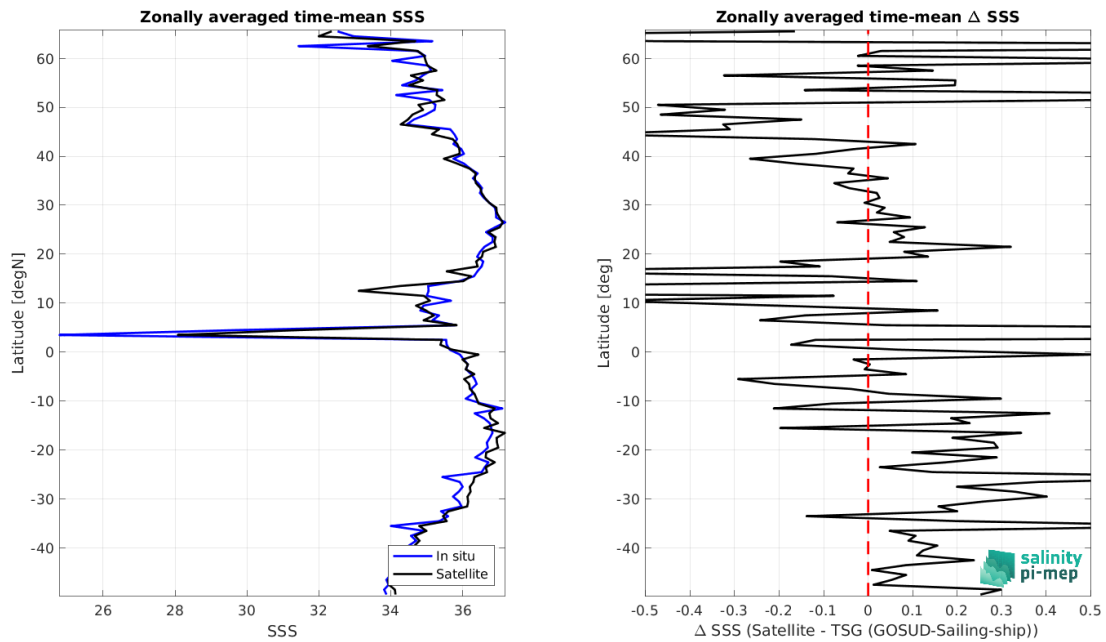 Zonally averaged time-mean SSS
60
50
40
30
20
10
0
-10
-20
-30
-40
Latitude [degN]
26 28 30 32 34 36
SSS
In situ
Satellite
Zonally averaged time-mean Δ SSS
60
50
40
30
20
10
0
-10
-20
-30
-40
Latitude [deg]
-0.5 -0.4 -0.3 -0.2 -0.1 0 0.1 0.2 0.3 0.4 0.5
Δ SSS (Satellite - TSG (GOSUD-Sailing-ship))
salinity
pi-mep